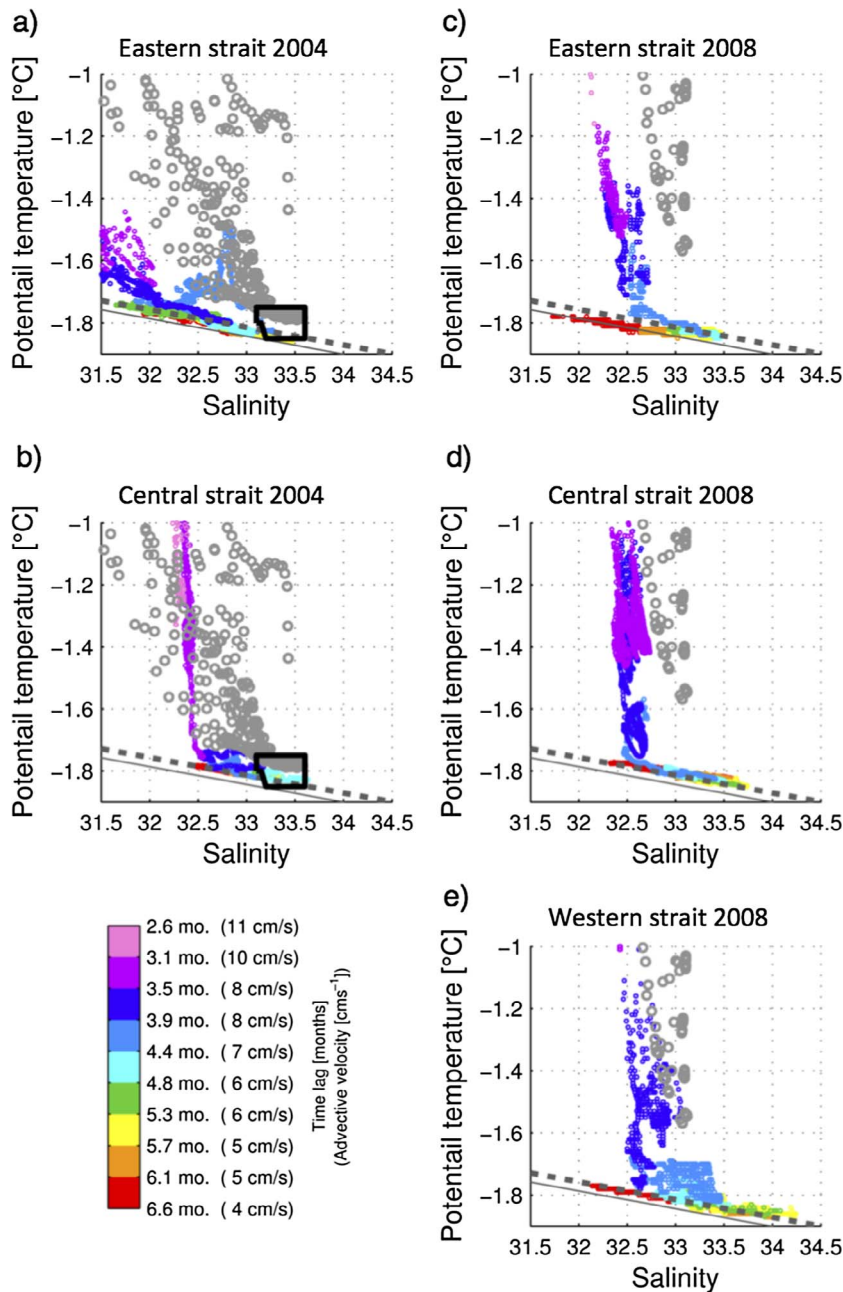 a)
Eastern strait 2004
Potentail temperature [°C]
−1
−1.2
−1.4
−1.6
−1.8
31.5 32 32.5 33 33.5 34 34.5
Salinity
b)
Central strait 2004
Potentail temperature [°C]
−1
−1.2
−1.4
−1.6
−1.8
31.5 32 32.5 33 33.5 34 34.5
Salinity
2.6 mo. (11 cm/s)
3.1 mo. (10 cm/s)
3.5 mo. ( 8 cm/s)
3.9 mo. ( 8 cm/s)
4.4 mo. ( 7 cm/s)
4.8 mo. ( 6 cm/s)
5.3 mo. ( 6 cm/s)
5.7 mo. ( 5 cm/s)
6.1 mo. ( 5 cm/s)
6.6 mo. ( 4 cm/s)
Time lag [months]
(Advective velocity [cms⁻¹])
c)
Eastern strait 2008
Potentail temperature [°C]
−1
−1.2
−1.4
−1.6
−1.8
31.5 32 32.5 33 33.5 34 34.5
Salinity
d)
Central strait 2008
Potentail temperature [°C]
−1
−1.2
−1.4
−1.6
−1.8
31.5 32 32.5 33 33.5 34 34.5
Salinity
e)
Western strait 2008
Potentail temperature [°C]
−1
−1.2
−1.4
−1.6
−1.8
31.5 32 32.5 33 33.5 34 34.5
Salinity